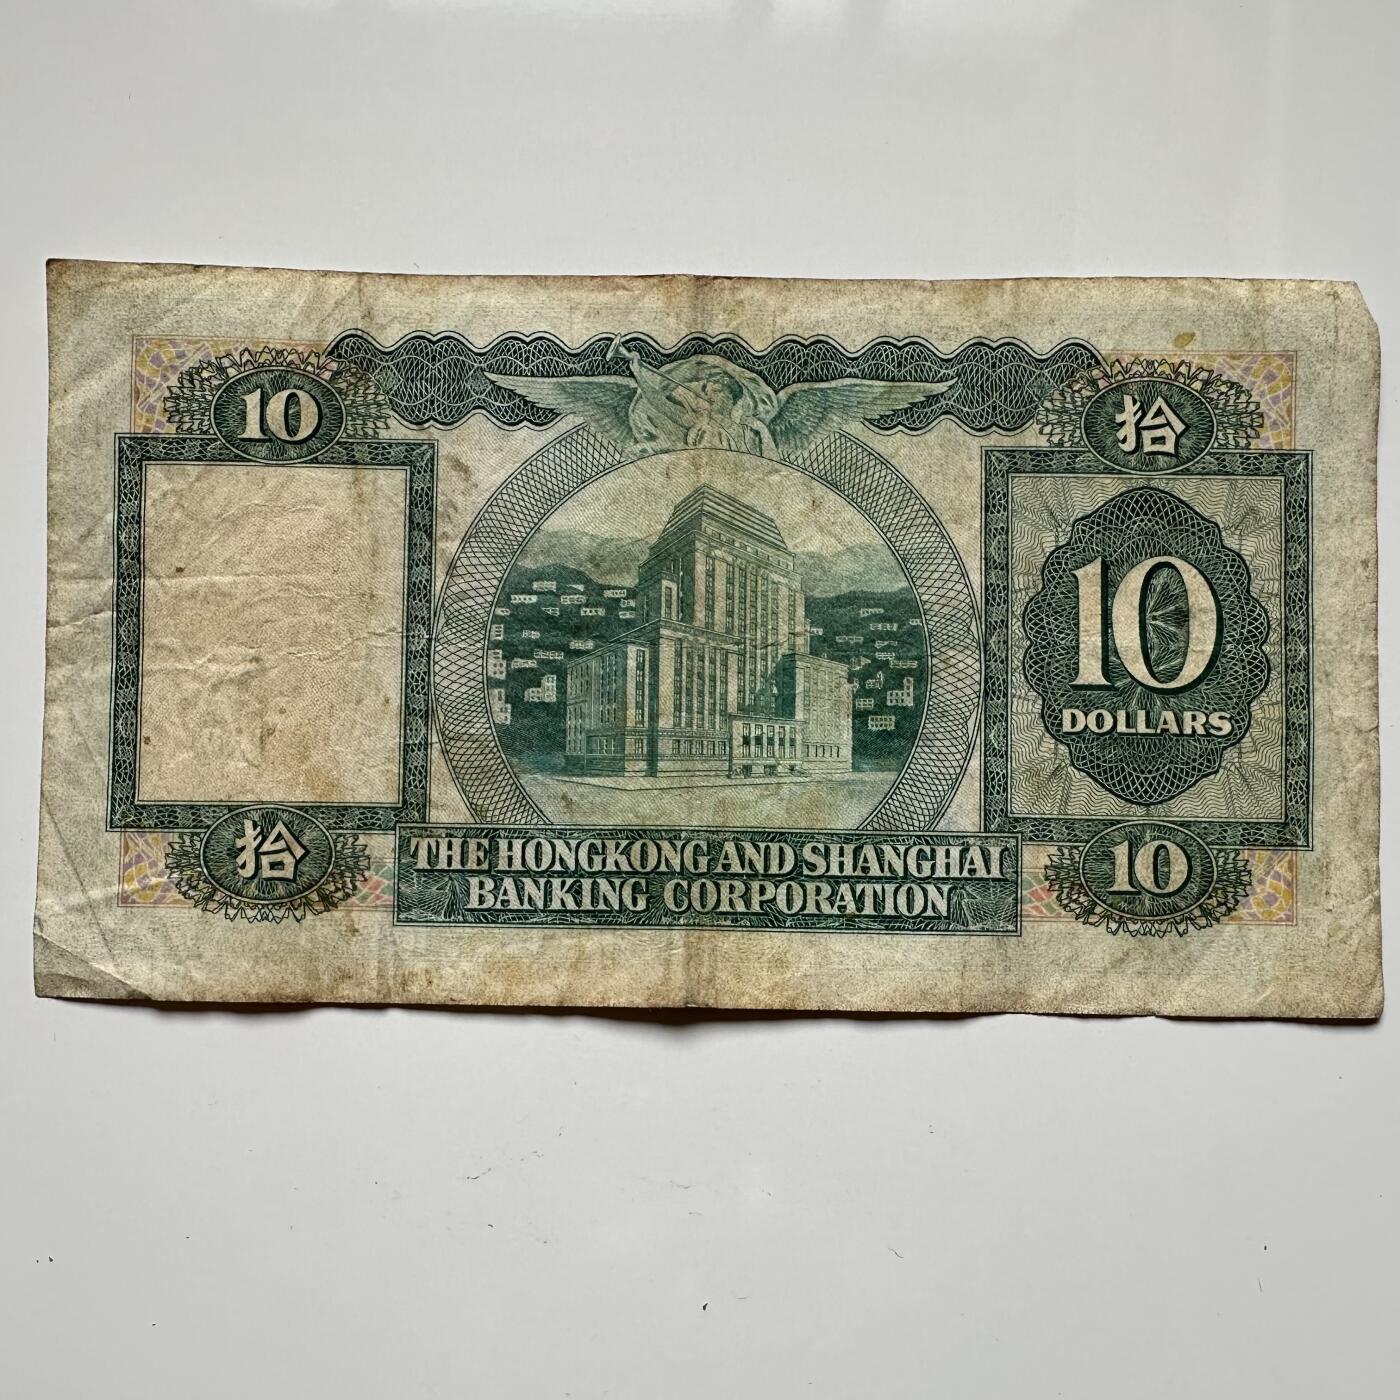 10
拾
10
DOLLARS
拾
THE HONGKONG AND SHANGHAI
BANKING CORPORATION
10